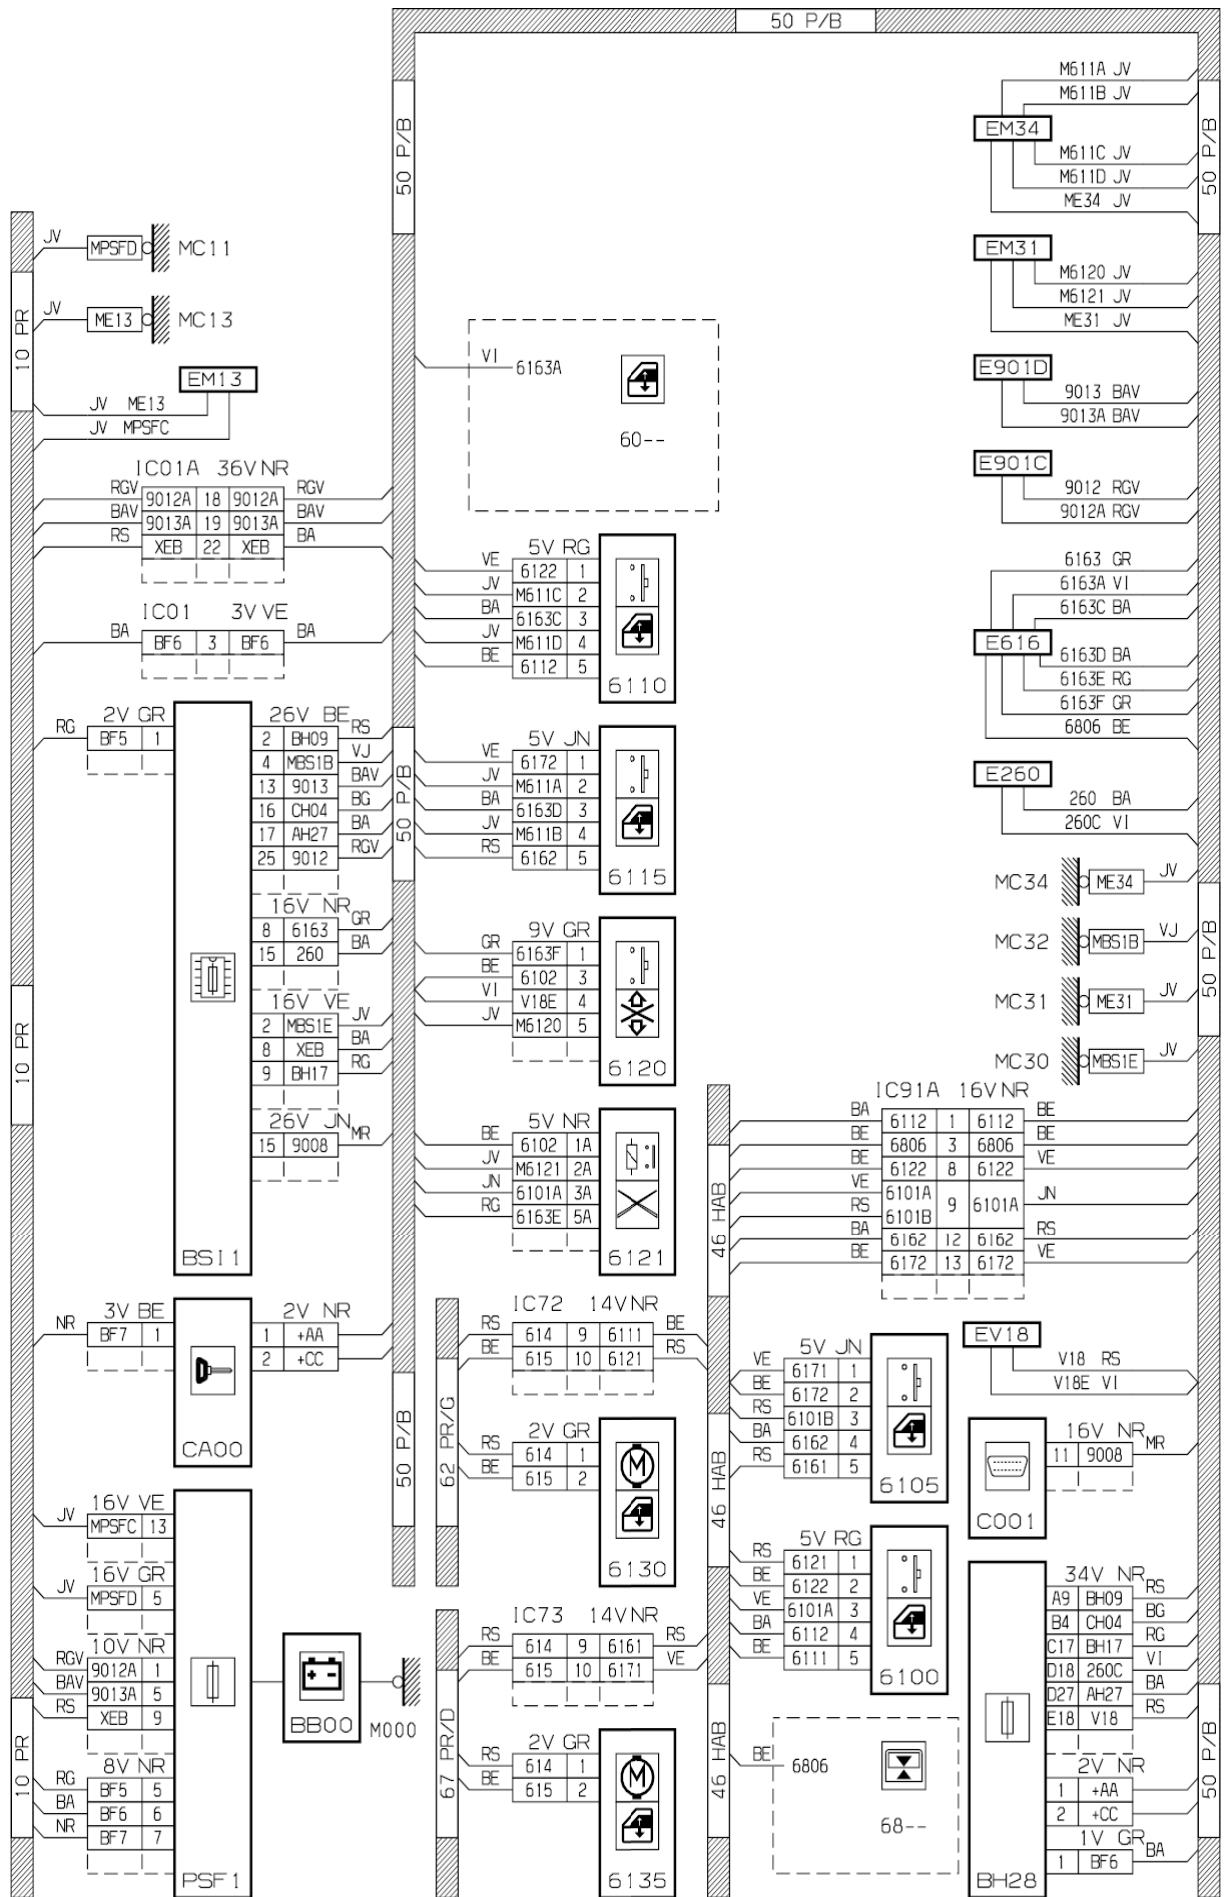 50 P/B
50 P/B
50 P/B
M611A JV
M611B JV
EM34
M611C JV
M611D JV
ME34 JV
EM31
M6120 JV
M6121 JV
ME31 JV
E901D
9013 BAV
9013A BAV
E901C
9012 RGV
9012A RGV
6163 GR
6163A VI
6163C BA
E616
6163D BA
6163E RG
6163F GR
6806 BE
E260
260 BA
260C VI
MC34 ME34 JV
MC32 MBS1B VJ
MC31 ME31 JV
MC30 MBS1E JV
50 P/B
10 PR
JV MPSFD MC11
JV ME13 MC13
EM13
JV ME13
JV MPSFC
IC01A 36V NR
RGV 9012A 18 9012A RGV
BAV 9013A 19 9013A BAV
RS XEB 22 XEB BA
IC01 3V VE
BA BF6 3 BF6 BA
2V GR
RG BF5 1
26V BE
2 BH09 RS
4 MBS1B VJ
13 9013 BAV
16 CH04 BG
17 AH27 BA
25 9012 RGV
16V NR
8 6163 GR
15 260 BA
16V VE
2 MBS1E JV
8 XEB BA
9 BH17 RG
26V JN
15 9008 MR
BSI1
10 PR
50 P/B
VI 6163A
60--
5V RG
VE 6122 1
JV M611C 2
BA 6163C 3
JV M611D 4
BE 6112 5
6110
5V JN
VE 6172 1
JV M611A 2
BA 6163D 3
JV M611B 4
RS 6162 5
6115
9V GR
GR 6163F 1
BE 6102 3
VI V18E 4
JV M6120 5
6120
5V NR
BE 6102 1A
JV M6121 2A
JN 6101A 3A
RG 6163E 5A
6121
IC91A 16V NR
BA 6112 1 6112 BE
BE 6806 3 6806 BE
BE 6122 8 6122 VE
VE 6101A
RS 6101B 9 6101A JN
BA 6162 12 6162 RS
BE 6172 13 6172 VE
46 HAB
3V BE
NR BF7 1
2V NR
1 +AA
2 +CC
CA00
50 P/B
62 PR/G
IC72 14V NR
RS 614 9 6111 BE
BE 615 10 6121 RS
2V GR
RS 614 1
BE 615 2
6130
46 HAB
5V JN
VE 6171 1
BE 6172 2
RS 6101B 3
BA 6162 4
RS 6161 5
6105
EV18
V18 RS
V18E VI
16V NR
11 9008 MR
C001
16V VE
JV MPSFC 13
16V GR
JV MPSFD 5
10V NR
RGV 9012A 1
BAV 9013A 5
RS XEB 9
8V NR
RG BF5 5
BA BF6 6
NR BF7 7
PSF1
10 PR
BB00
M000
67 PR/D
IC73 14V NR
RS 614 9 6161 RS
BE 615 10 6171 VE
2V GR
RS 614 1
BE 615 2
6135
46 HAB
5V RG
RS 6121 1
BE 6122 2
VE 6101A 3
BA 6112 4
BE 6111 5
6100
BE 6806
68--
34V NR
A9 BH09 RS
B4 CH04 BG
C17 BH17 RG
D18 260C VI
D27 AH27 BA
E18 V18 RS
2V NR
1 +AA
2 +CC
1V GR
1 BF6 BA
BH28
50 P/B